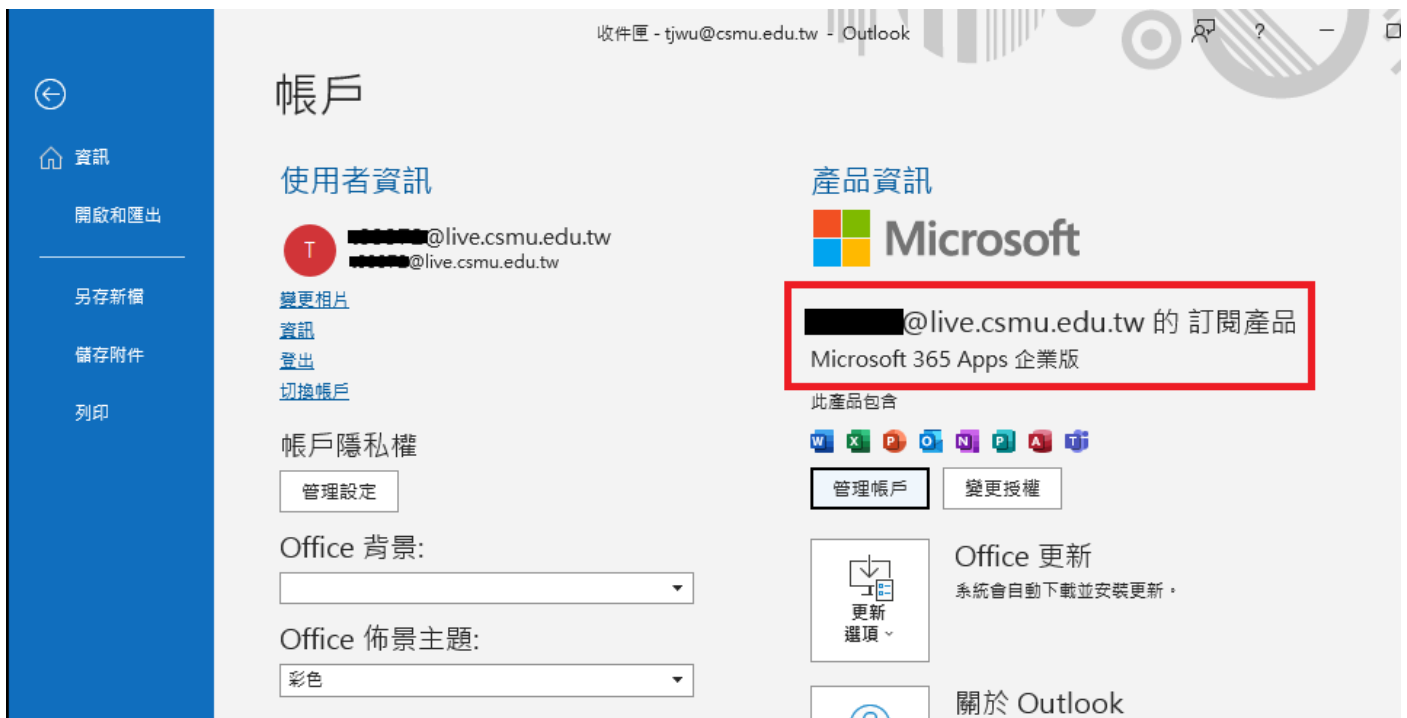 收件匣 - tjwu@csmu.edu.tw - Outlook
?
帳戶
資訊
開啟和匯出
另存新檔
儲存附件
列印
使用者資訊
T
@live.csmu.edu.tw
@live.csmu.edu.tw
變更相片
資訊
登出
切換帳戶
帳戶隱私權
管理設定
Office 背景:
Office 佈景主題:
彩色
產品資訊
Microsoft
@live.csmu.edu.tw 的 訂閱產品
Microsoft 365 Apps 企業版
此產品包含
管理帳戶
變更授權
更新
選項
Office 更新
系統會自動下載並安裝更新。
關於 Outlook